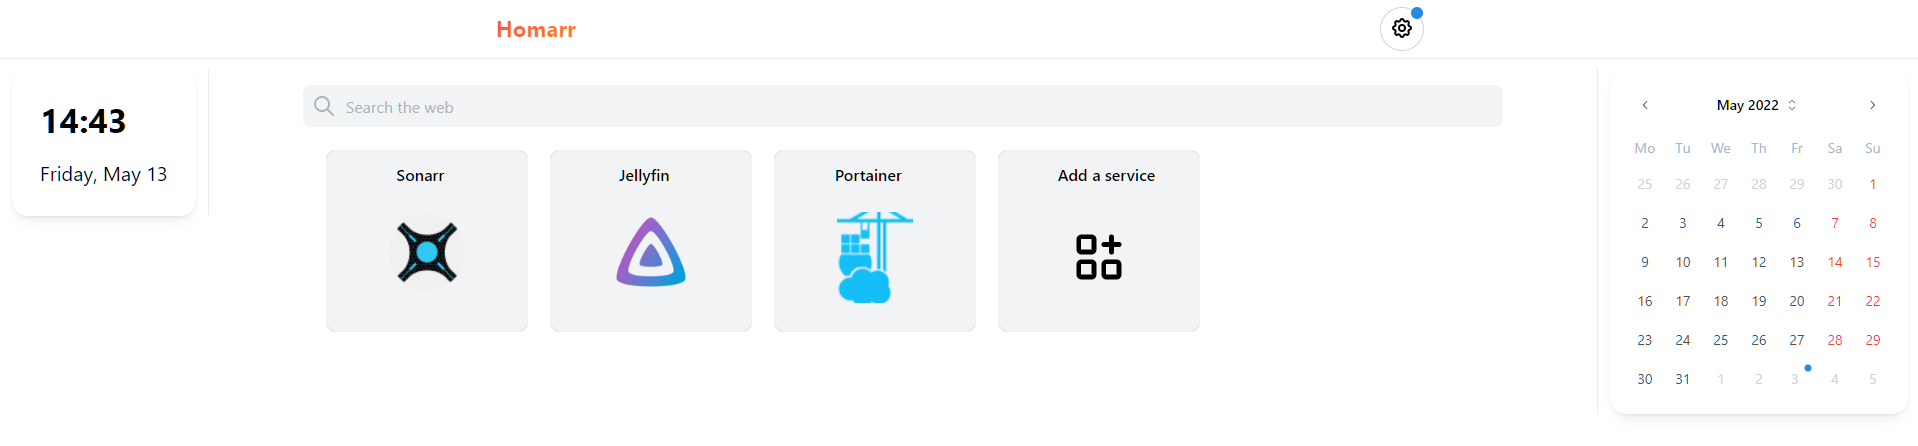 Homarr
14:43
Friday, May 13
Search the web
Sonarr
Jellyfin
Portainer
Add a service
May 2022
Mo Tu We Th Fr Sa Su
25 26 27 28 29 30 1
2 3 4 5 6 7 8
9 10 11 12 13 14 15
16 17 18 19 20 21 22
23 24 25 26 27 28 29
30 31 1 2 3 4 5